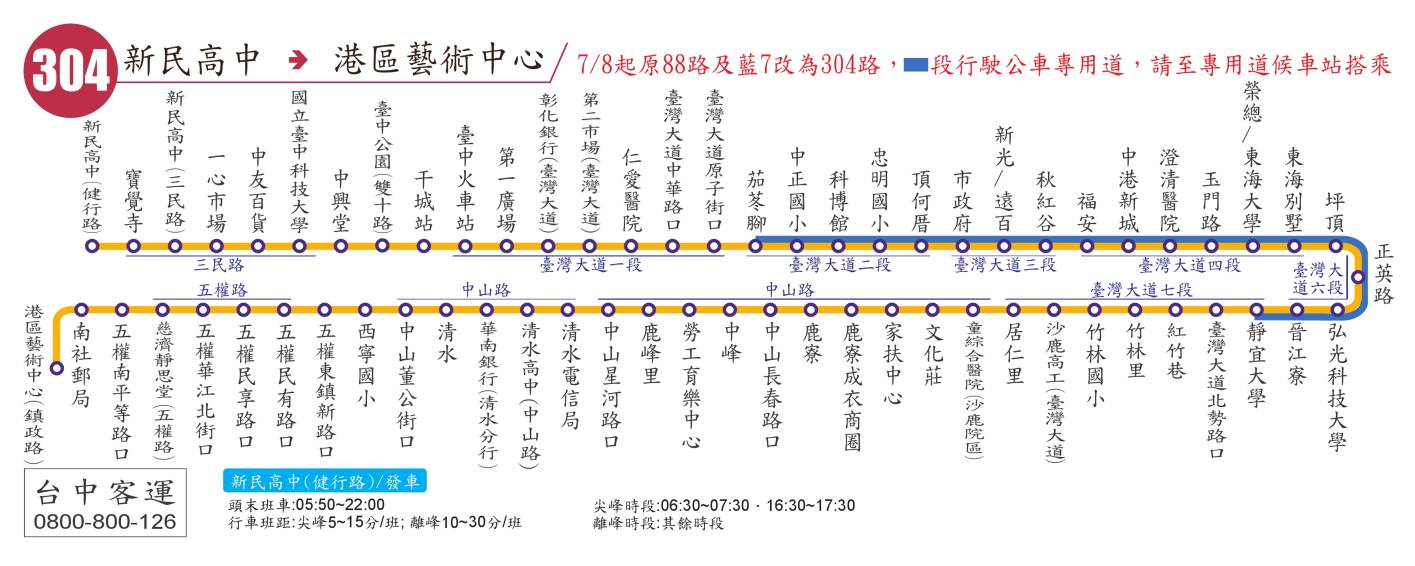 304
新民高中 → 港區藝術中心
7/8起原88路及藍7改為304路，段行駛公車專用道，請至專用道候車站搭乘
新民高中(健行路)
寶覺寺
新民高中(三民路)
一心市場
中友百貨
國立臺中科技大學
中興堂
臺中公園(雙十路)
干城站
臺中火車站
第一廣場
彰化銀行(臺灣大道)
第二市場(臺灣大道)
仁愛醫院
臺灣大道中華路口
臺灣大道原子街口
茄苳腳
中正國小
科博館
忠明國小
頂何厝
市政府
新光/遠百
秋紅谷
福安
中港新城
澄清醫院
玉門路
榮總/東海大學
東海別墅
坪頂
正英路
三民路
臺灣大道一段
臺灣大道二段
臺灣大道三段
臺灣大道四段
臺灣大道六段
五權路
中山路
中山路
臺灣大道七段
港區藝術中心(鎮政路)
南社郵局
五權南平等路口
慈濟靜思堂(五權路)
五權華江北街口
五權民享路口
五權民有路口
五權東鎮新路口
西寧國小
中山董公街口
清水
華南銀行(清水分行)
清水高中(中山路)
清水電信局
中山星河路口
鹿峰里
勞工育樂中心
中峰
中山長春路口
鹿寮
鹿寮成衣商圈
家扶中心
文化莊
童綜合醫院(沙鹿院區)
居仁里
沙鹿高工(臺灣大道)
竹林國小
竹林里
紅竹巷
臺灣大道北勢路口
靜宜大學
晉江寮
弘光科技大學
台中客運
0800-800-126
新民高中(健行路)/發車
頭末班車:05:50~22:00
行車班距:尖峰5~15分/班; 離峰10~30分/班
尖峰時段:06:30~07:30．16:30~17:30
離峰時段:其餘時段